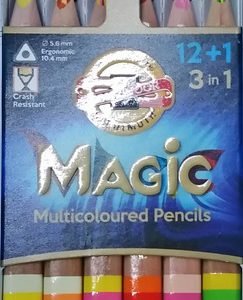 Ø 5.6 mm
Ergonomic
10.4 mm
12+1
3 in 1
Crash
Resistant
MAGIC
Multicoloured Pencils